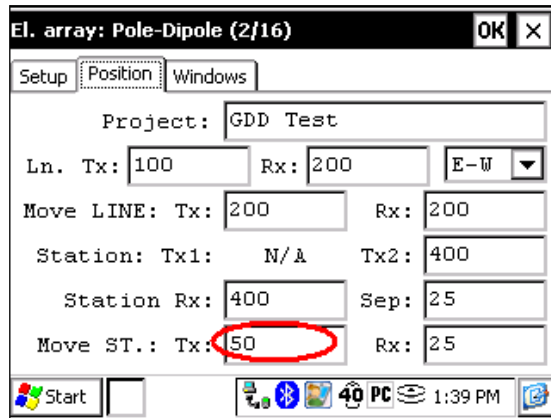 El. array: Pole-Dipole (2/16) OK ×
Setup Position Windows
Project: GDD Test
Ln. Tx: 100 Rx: 200 E-W
Move LINE: Tx: 200 Rx: 200
Station: Tx1: N/A Tx2: 400
Station Rx: 400 Sep: 25
Move ST.: Tx: 50 Rx: 25
Start 40 PC 1:39 PM